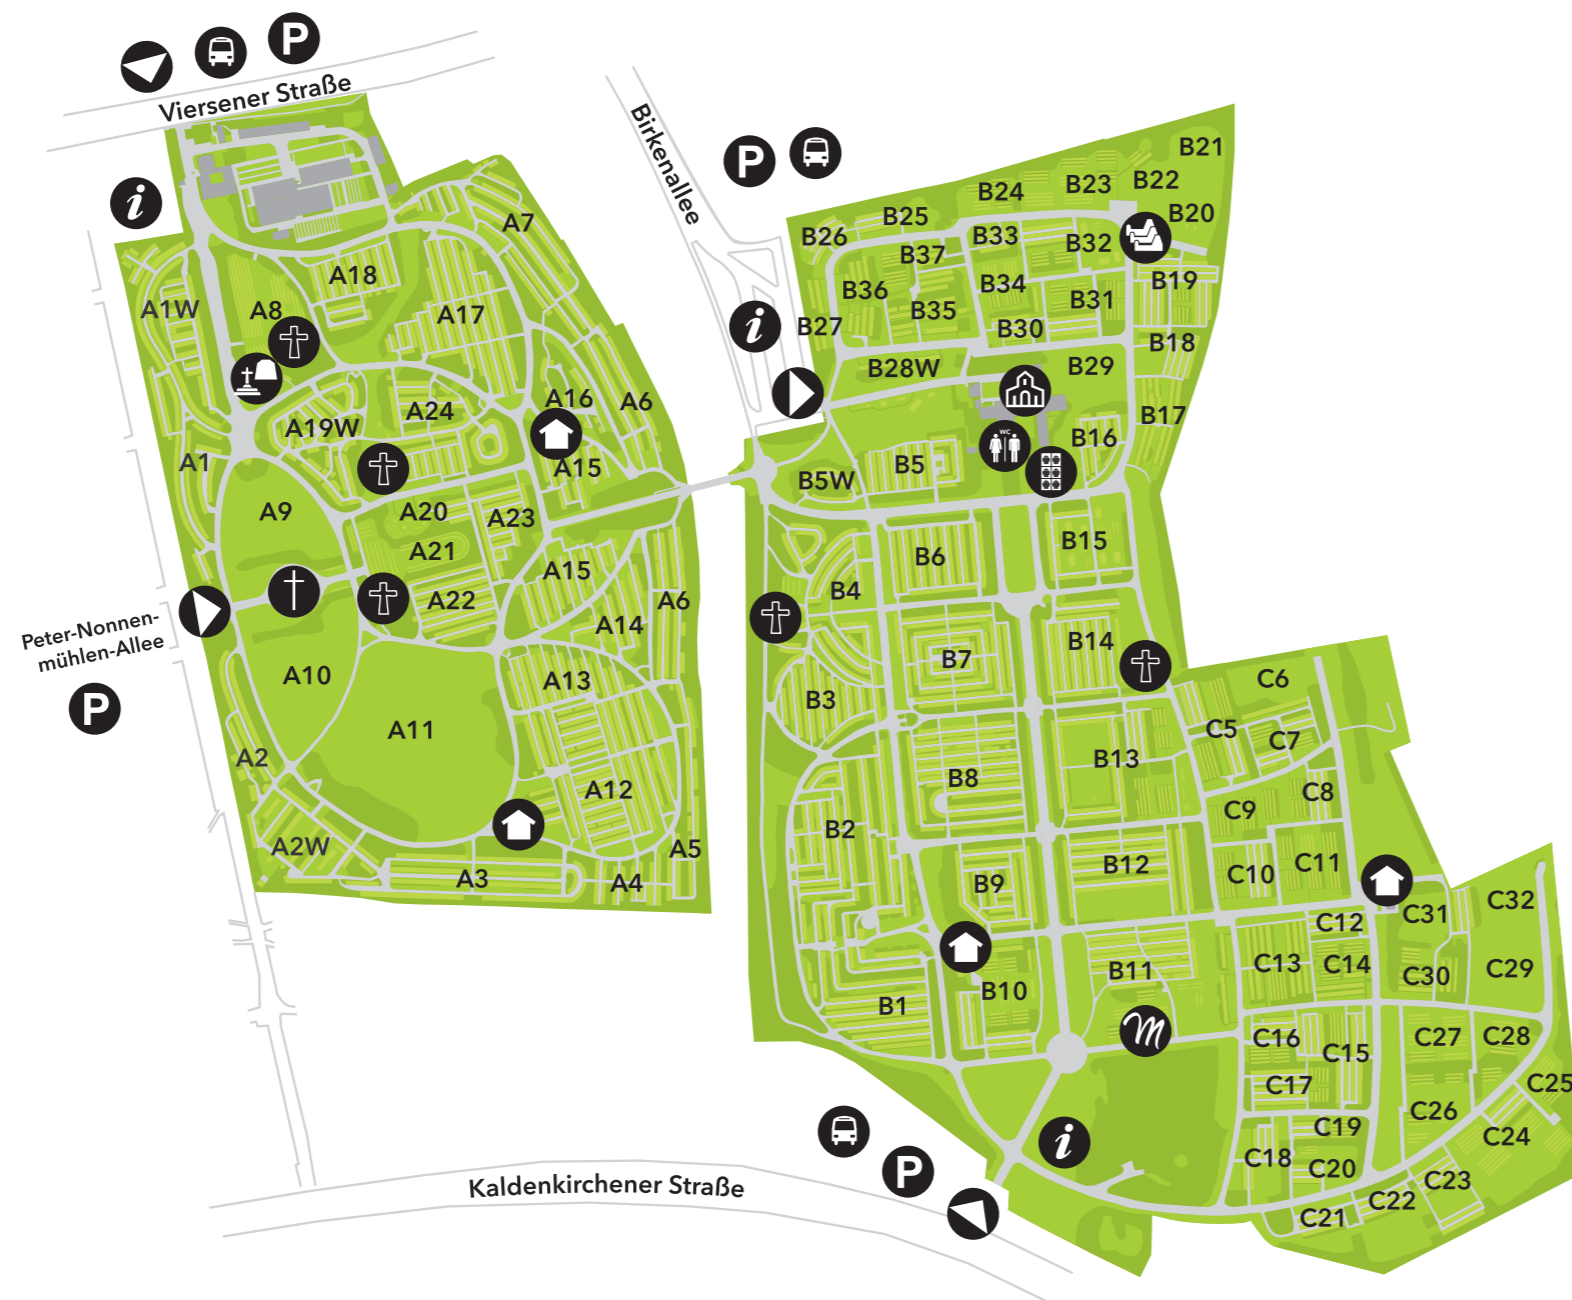 P
Viersener Straße
i
Birkenallee
P
i
Peter-Nonnen-
mühlen-Allee
P
Kaldenkirchener Straße
P
i
WC
M
A1W
A8
A18
A17
A7
A16
A6
A19W
A24
A15
A1
A9
A20
A23
A21
A22
A15
A14
A6
A10
A13
A11
A2
A12
A2W
A3
A4
A5
B21
B22
B23
B24
B20
B25
B26
B33
B32
B37
B19
B36
B34
B31
B35
B27
B30
B18
B28W
B29
B17
B16
B5
B5W
B15
B6
B4
B14
B7
B3
B13
B8
B2
B12
B9
B11
B10
B1
C6
C5
C7
C8
C9
C10
C11
C12
C31
C32
C13
C14
C30
C29
C16
C15
C27
C28
C17
C25
C26
C19
C24
C18
C20
C23
C22
C21